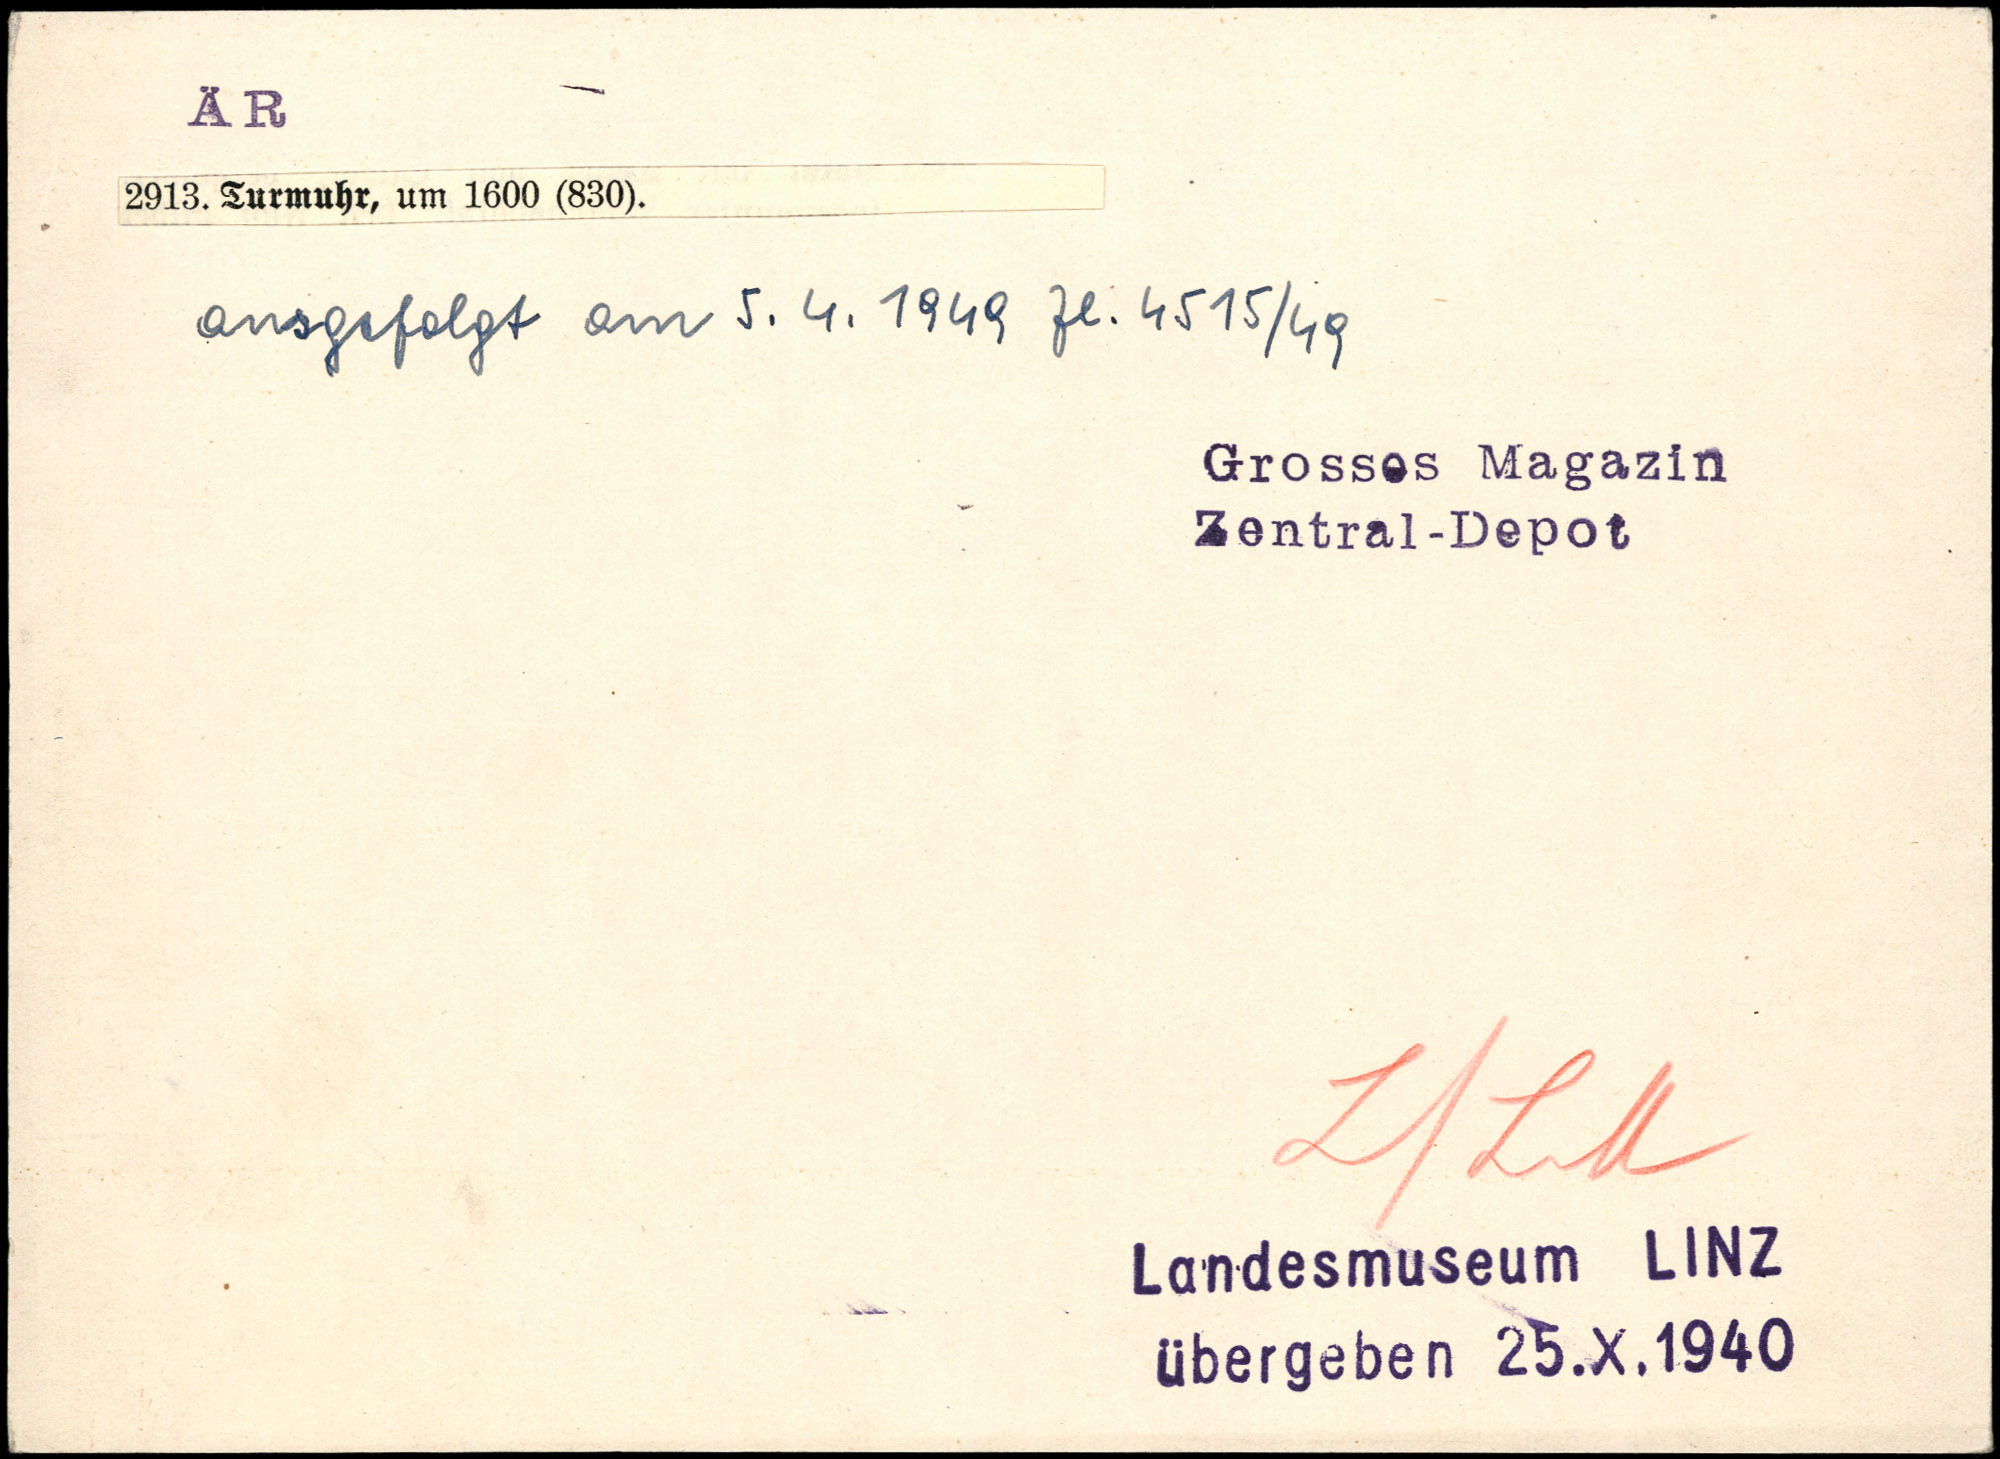 ÄR
2913. Turmuhr, um 1600 (830).
ausgefolgt am 5. 4. 1949 Zl. 4515/49
Grosses Magazin
Zentral-Depot
Landesmuseum LINZ
übergeben 25.X.1940